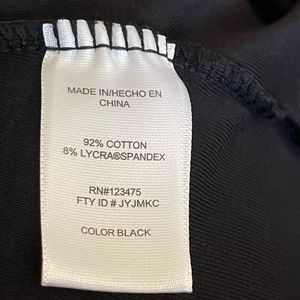 MADE IN/HECHO EN
CHINA
92% COTTON
8% LYCRA®SPANDEX
RN#123475
FTY ID # JYJMKC
COLOR BLACK